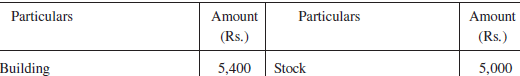 Particulars Amount Particulars Amount
(Rs.) (Rs.)
Building 5,400 Stock 5,000